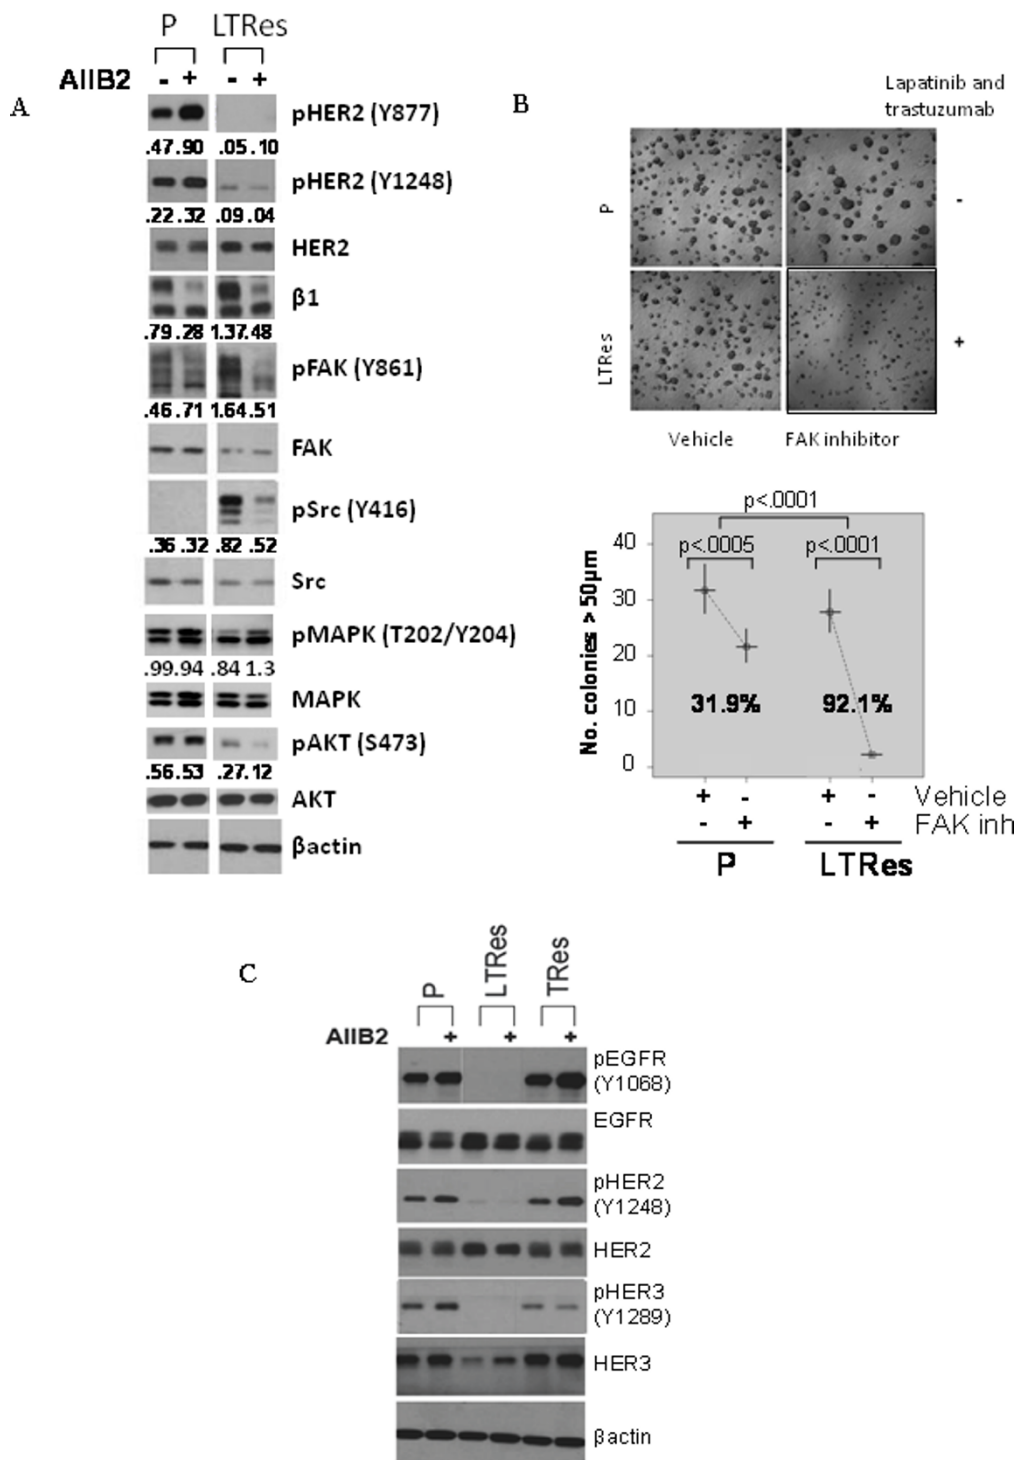 P LTRes
AIIB2 - + - +
A
pHER2 (Y877)
.47.90 .05.10
pHER2 (Y1248)
.22.32 .09.04
HER2
β1
.79.28 1.37.48
pFAK (Y861)
.46.71 1.64.51
FAK
pSrc (Y416)
.36.32 .82.52
Src
pMAPK (T202/Y204)
.99.94 .84 1.3
MAPK
pAKT (S473)
.56.53 .27.12
AKT
βactin
B
Lapatinib and
trastuzumab
P
-
LTRes
+
Vehicle FAK inhibitor
p<.0001
p<.0005 p<.0001
No. colonies > 50µm
40
30
20
10
0
31.9% 92.1%
+ - + - Vehicle
- + - + FAK inh
P LTRes
C
P LTRes TRes
AIIB2 + + +
pEGFR
(Y1068)
EGFR
pHER2
(Y1248)
HER2
pHER3
(Y1289)
HER3
βactin